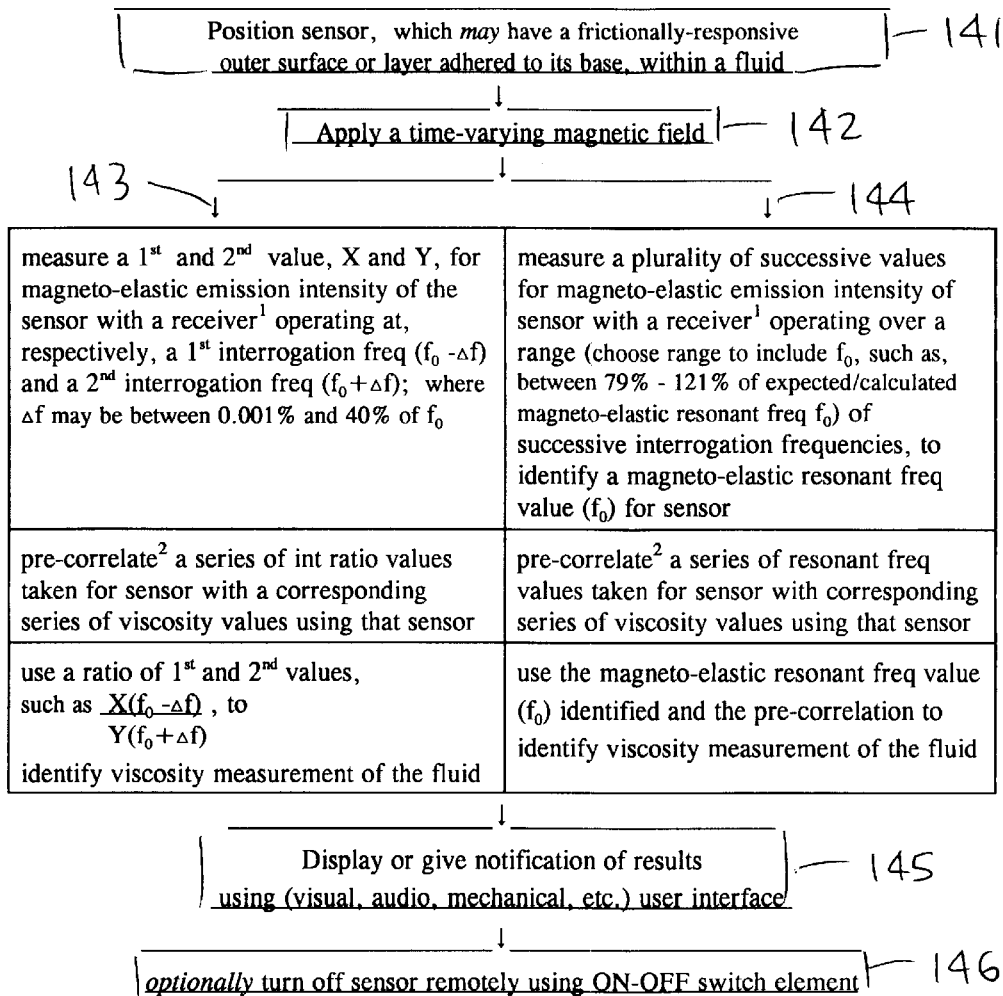 Position sensor, which may have a frictionally-responsive
141
outer surface or layer adhered to its base, within a fluid
Apply a time-varying magnetic field
142
143
144
measure a 1st and 2nd value, X and Y, for
magneto-elastic emission intensity of the
sensor with a receiver¹ operating at,
respectively, a 1st interrogation freq (f₀ -△f)
and a 2nd interrogation freq (f₀+△f); where
△f may be between 0.001% and 40% of f₀
measure a plurality of successive values
for magneto-elastic emission intensity of
sensor with a receiver¹ operating over a
range (choose range to include f₀, such as,
between 79% - 121% of expected/calculated
magneto-elastic resonant freq f₀) of
successive interrogation frequencies, to
identify a magneto-elastic resonant freq
value (f₀) for sensor
pre-correlate² a series of int ratio values
taken for sensor with a corresponding
series of viscosity values using that sensor
pre-correlate² a series of resonant freq
values taken for sensor with corresponding
series of viscosity values using that sensor
use a ratio of 1st and 2nd values,
such as X(f₀ -△f) , to
Y(f₀+△f)
identify viscosity measurement of the fluid
use the magneto-elastic resonant freq value
(f₀) identified and the pre-correlation to
identify viscosity measurement of the fluid
Display or give notification of results
145
using (visual, audio, mechanical, etc.) user interface
optionally turn off sensor remotely using ON-OFF switch element
146